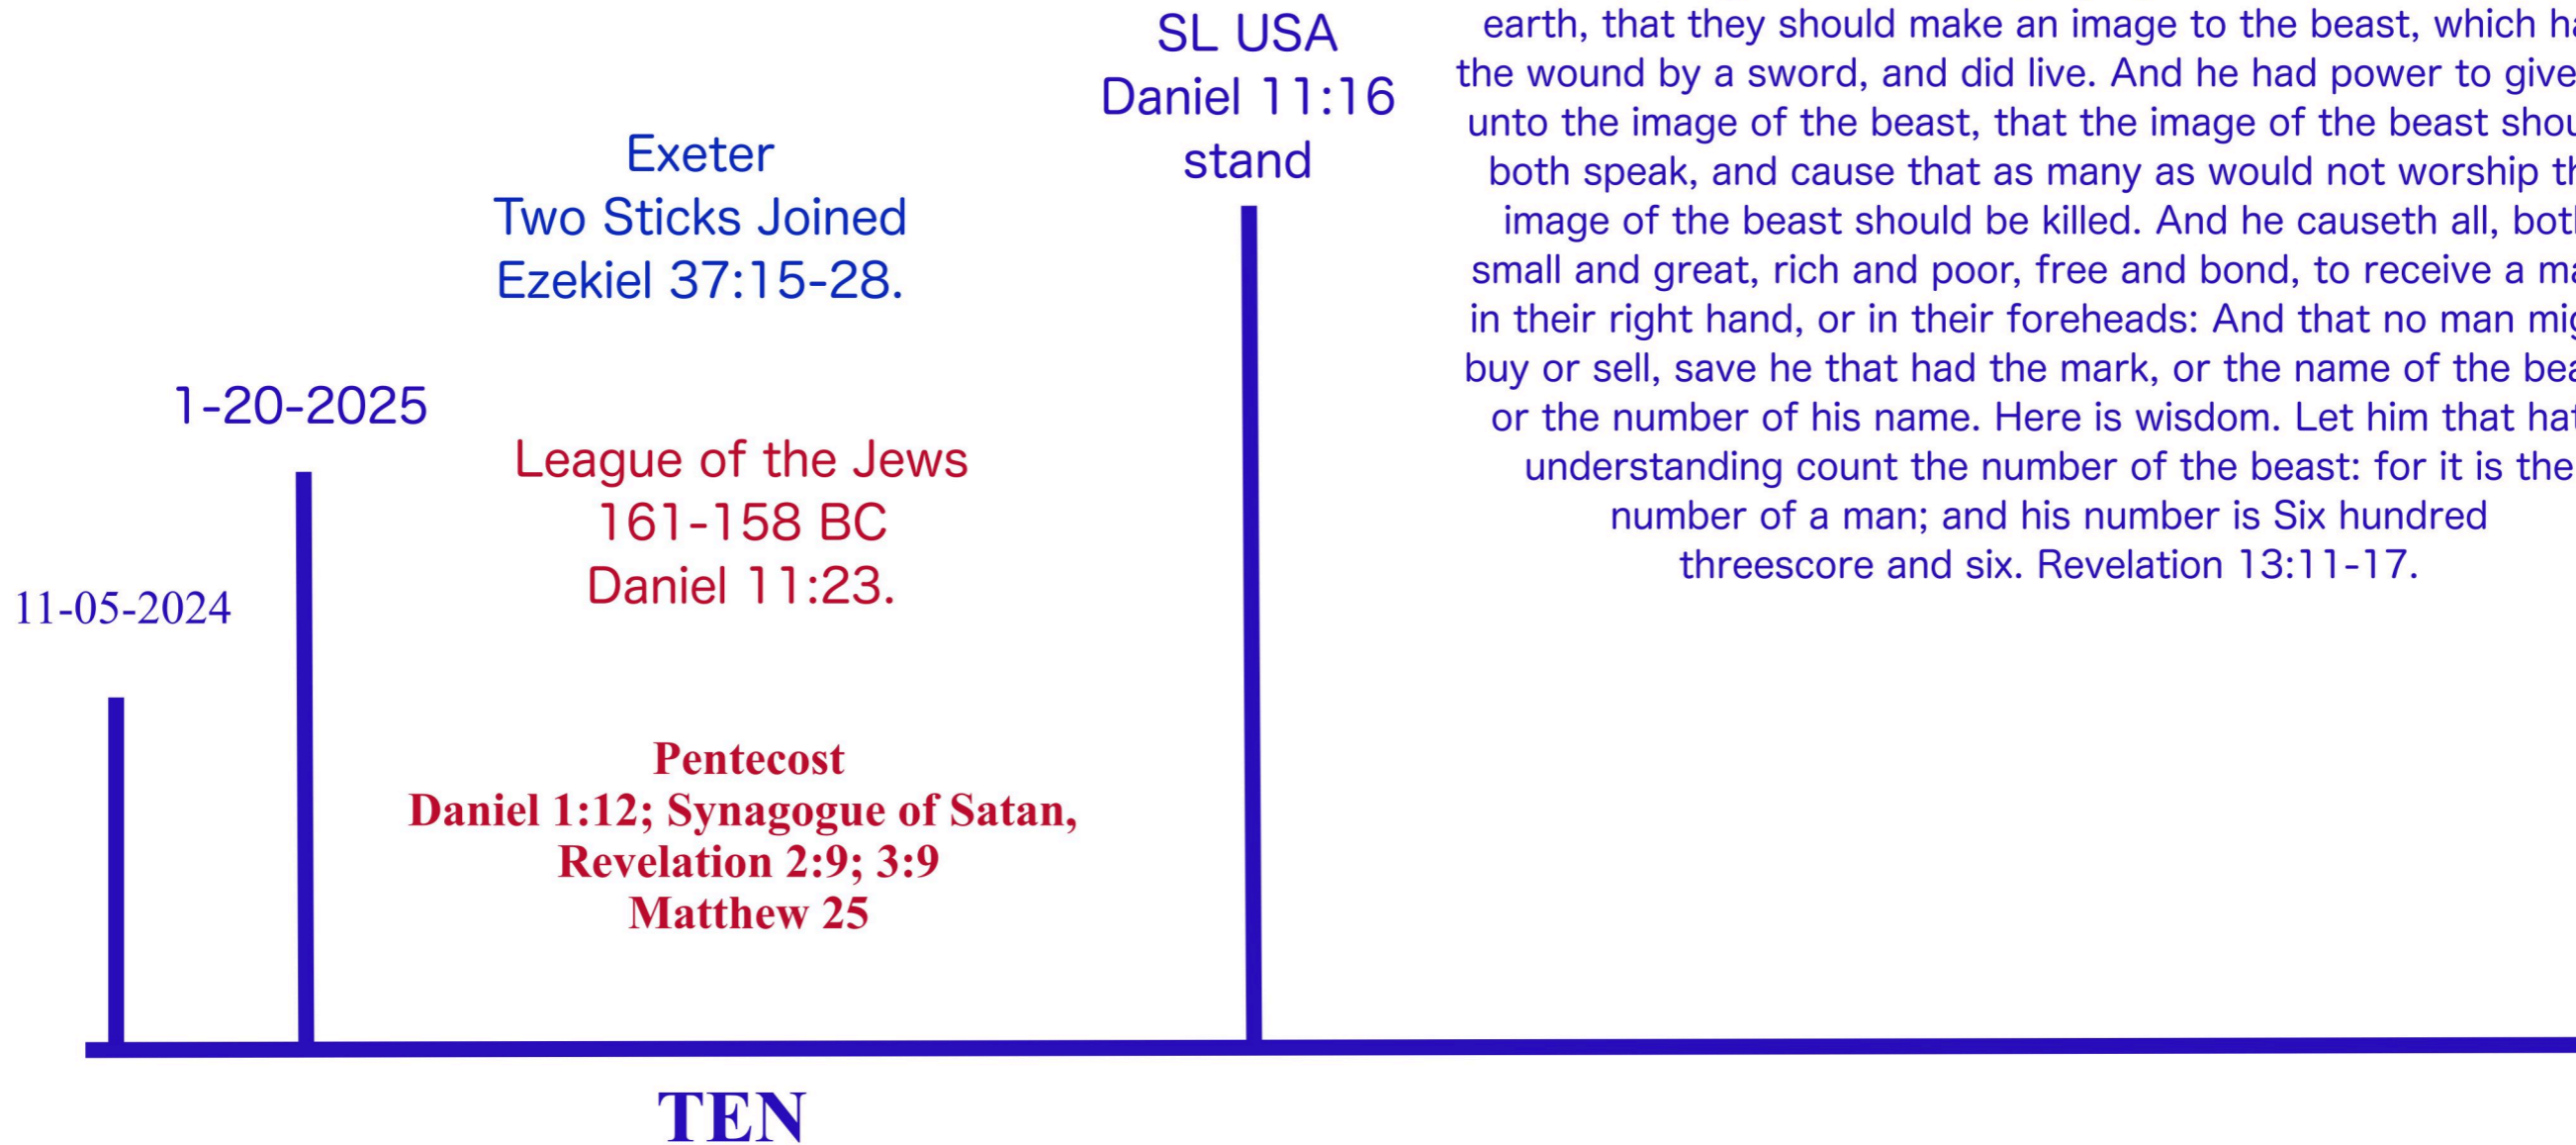 11-05-2024
1-20-2025
Exeter
Two Sticks Joined
Ezekiel 37:15-28.
League of the Jews
161-158 BC
Daniel 11:23.
Pentecost
Daniel 1:12; Synagogue of Satan,
Revelation 2:9; 3:9
Matthew 25
SL USA
Daniel 11:16
stand
earth, that they should make an image to the beast, which
the wound by a sword, and did live. And he had power to give
unto the image of the beast, that the image of the beast
both speak, and cause that as many as would not worship
image of the beast should be killed. And he causeth all,
small and great, rich and poor, free and bond, to receive a
in their right hand, or in their foreheads: And that no man
buy or sell, save he that had the mark, or the name of the
or the number of his name. Here is wisdom. Let him that
understanding count the number of the beast: for it is the
number of a man; and his number is Six hundred
threescore and six. Revelation 13:11-17.
TEN